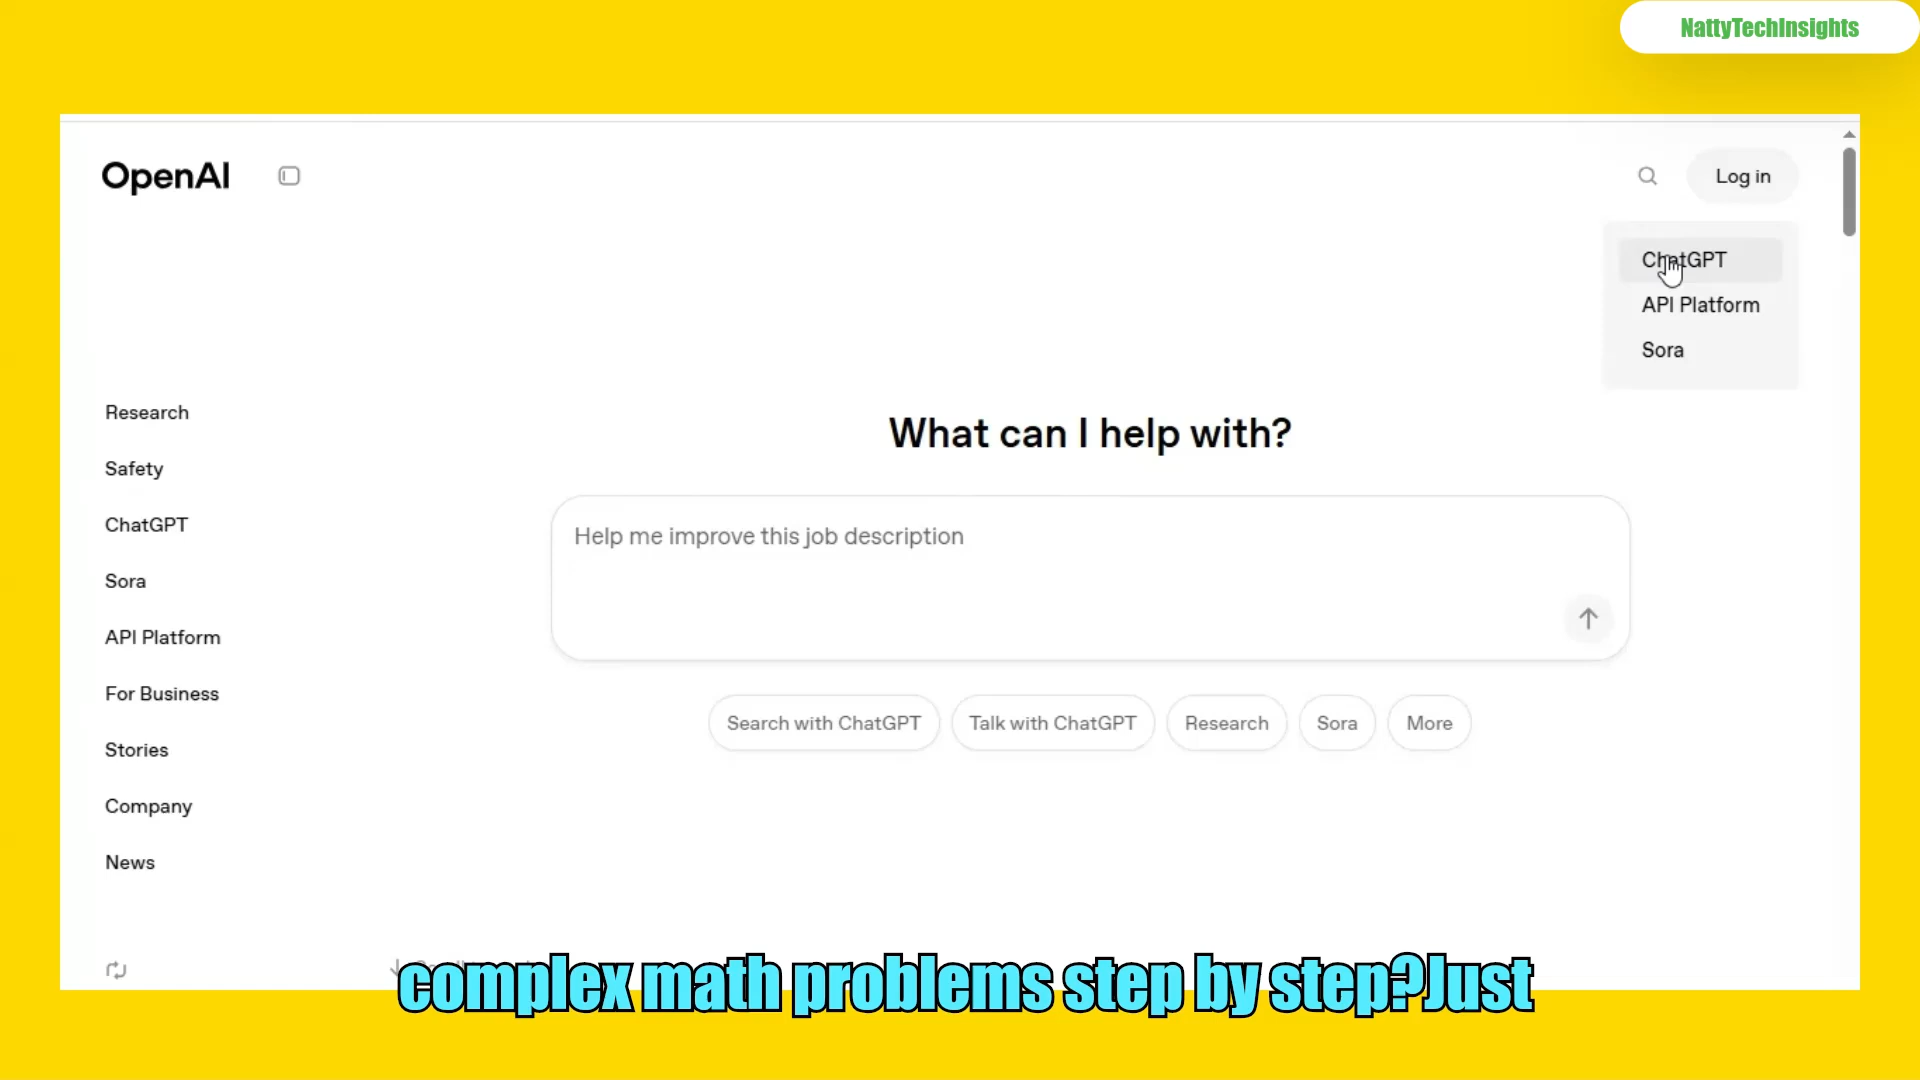 NattyTechInsights
OpenAI
Log in
ChatGPT
API Platform
Sora
Research
Safety
ChatGPT
Sora
API Platform
For Business
Stories
Company
News
What can I help with?
Help me improve this job description
Search with ChatGPT
Talk with ChatGPT
Research
Sora
More
complex math problems step by step?Just